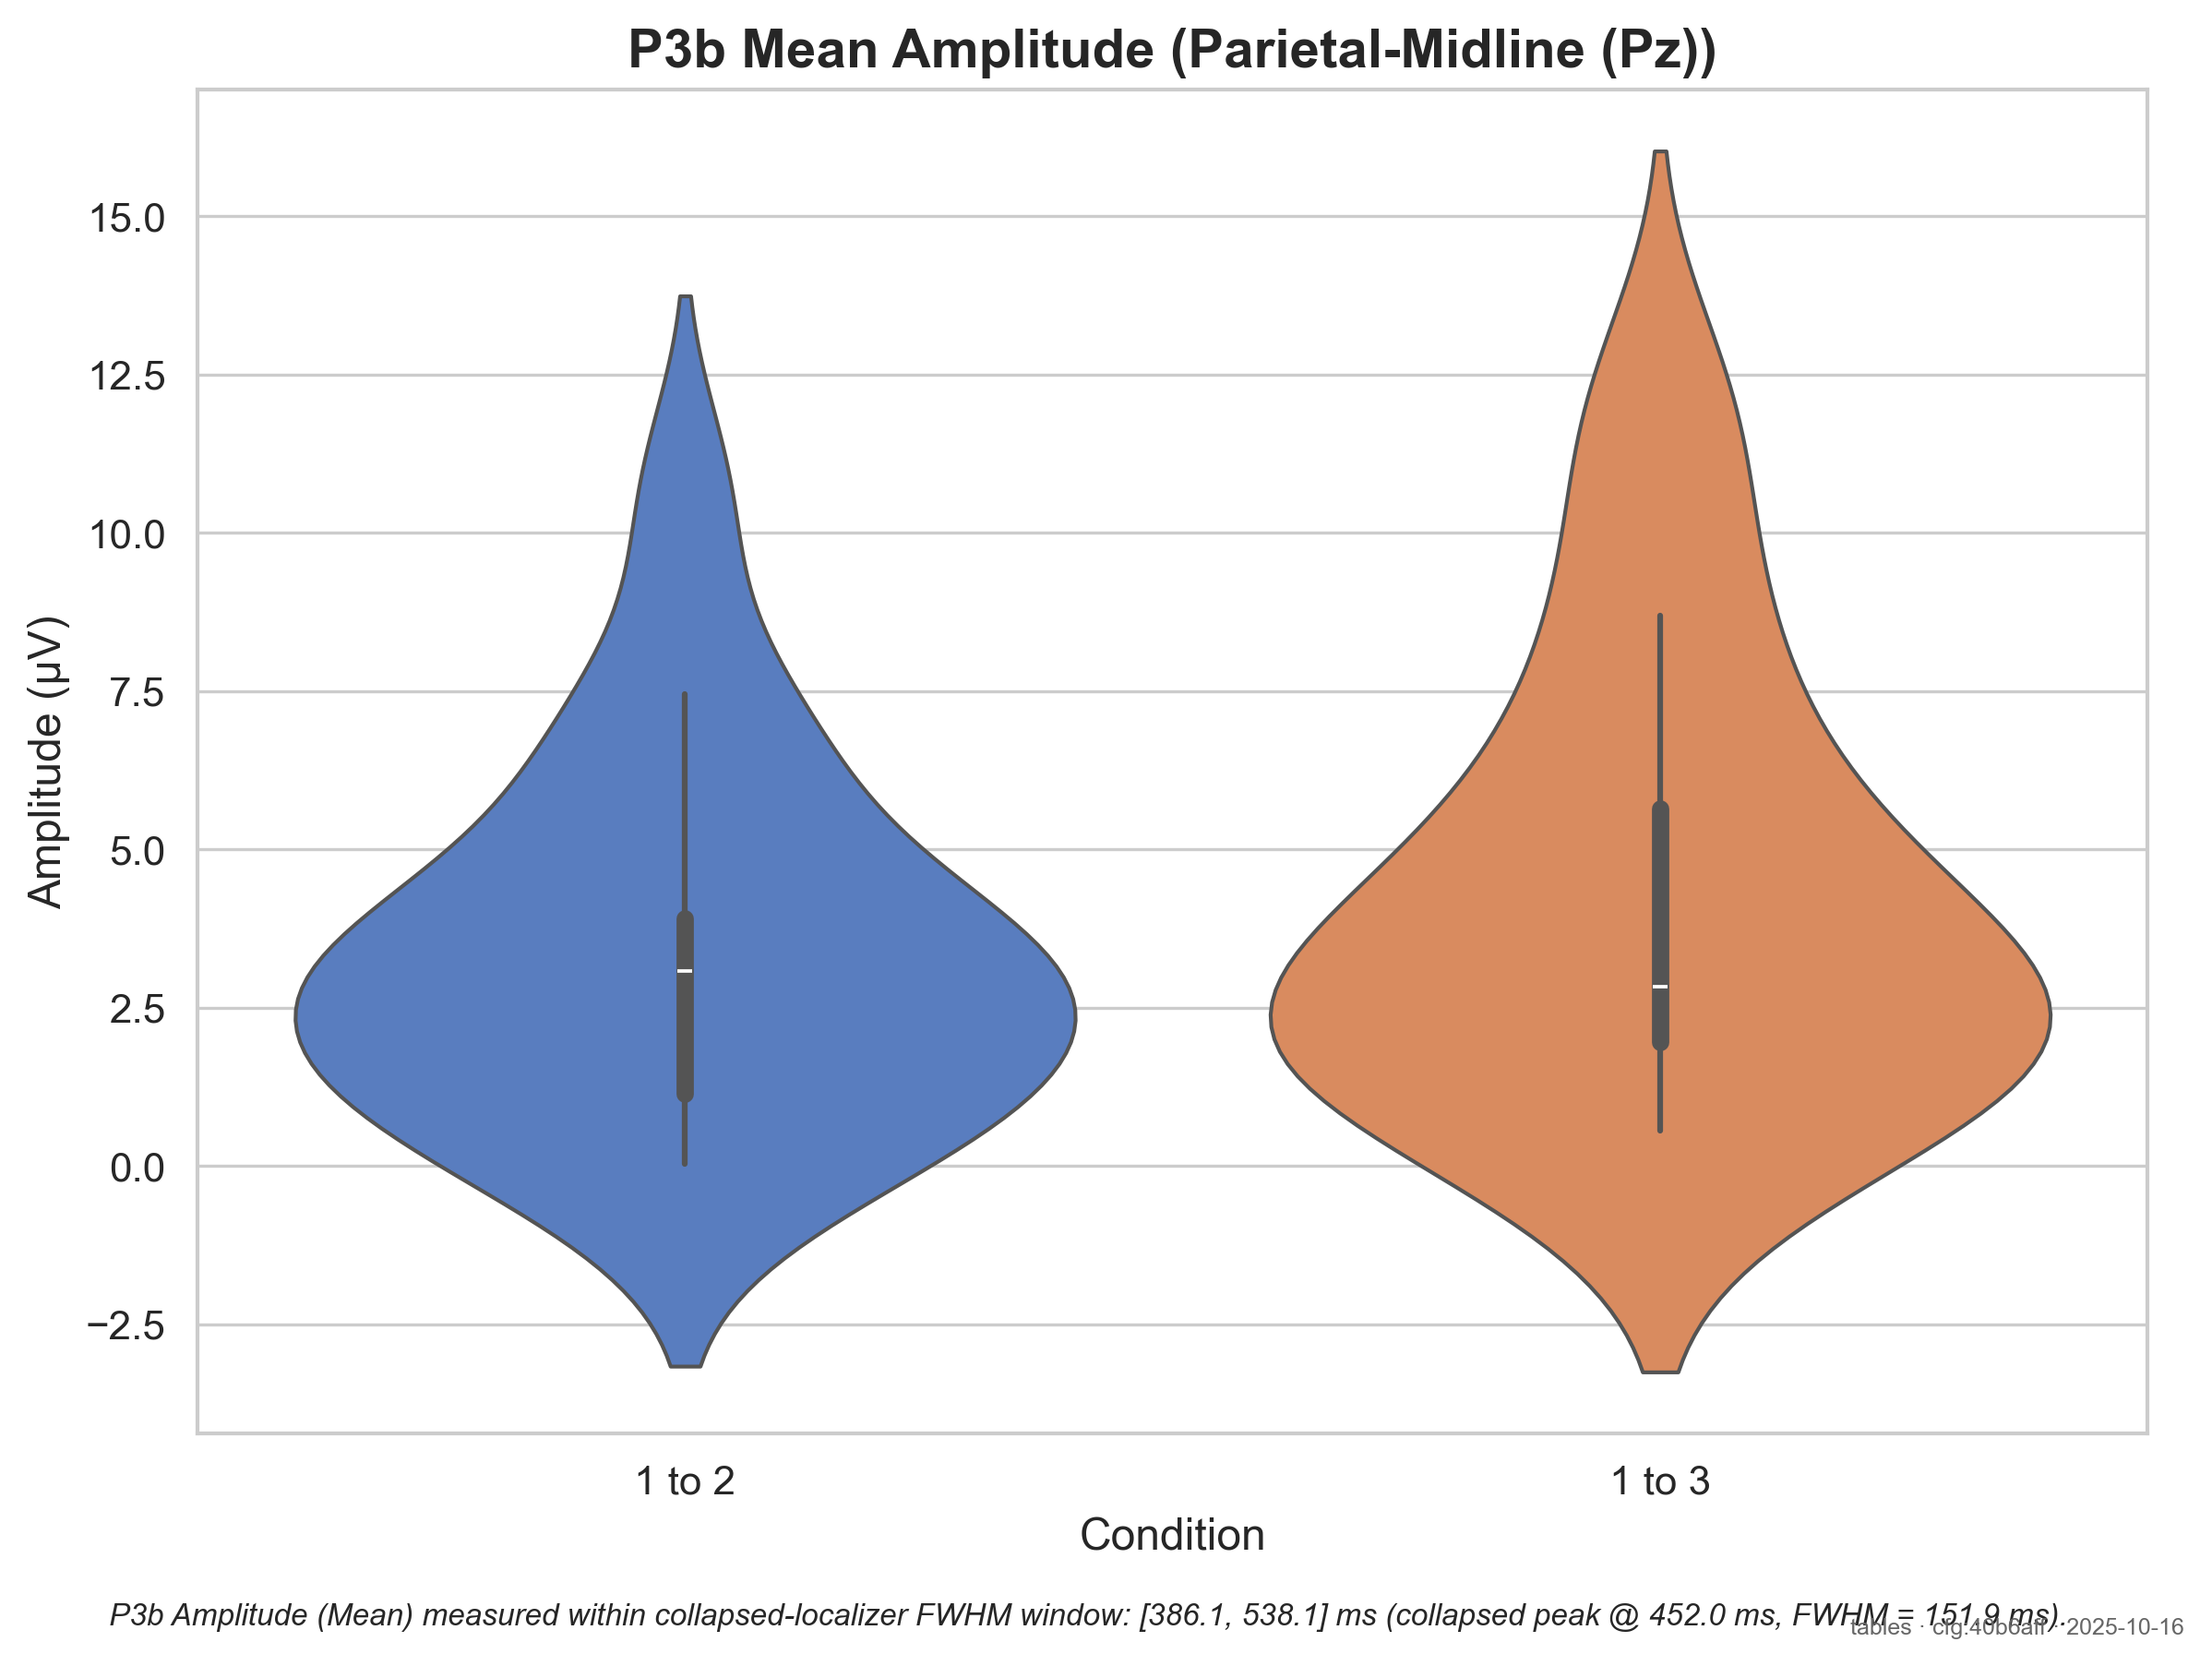 P3b Mean Amplitude (Parietal-Midline (Pz))
Amplitude (µV)
15.0
12.5
10.0
7.5
5.0
2.5
0.0
−2.5
1 to 2
1 to 3
Condition
P3b Amplitude (Mean) measured within collapsed-localizer FWHM window: [386.1, 538.1] ms (collapsed peak @ 452.0 ms, FWHM = 151.9 ms).
tables · cfg:40b6aff · 2025-10-16